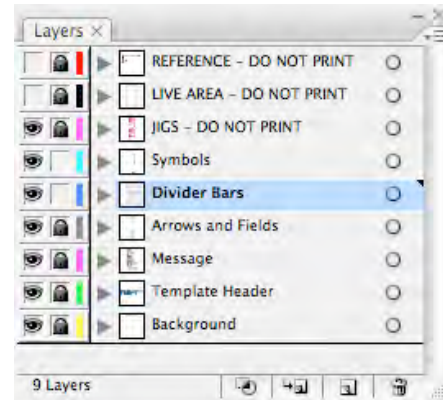 Layers
REFERENCE – DO NOT PRINT
LIVE AREA – DO NOT PRINT
JIGS – DO NOT PRINT
Symbols
Divider Bars
Arrows and Fields
Message
Template Header
Background
9 Layers